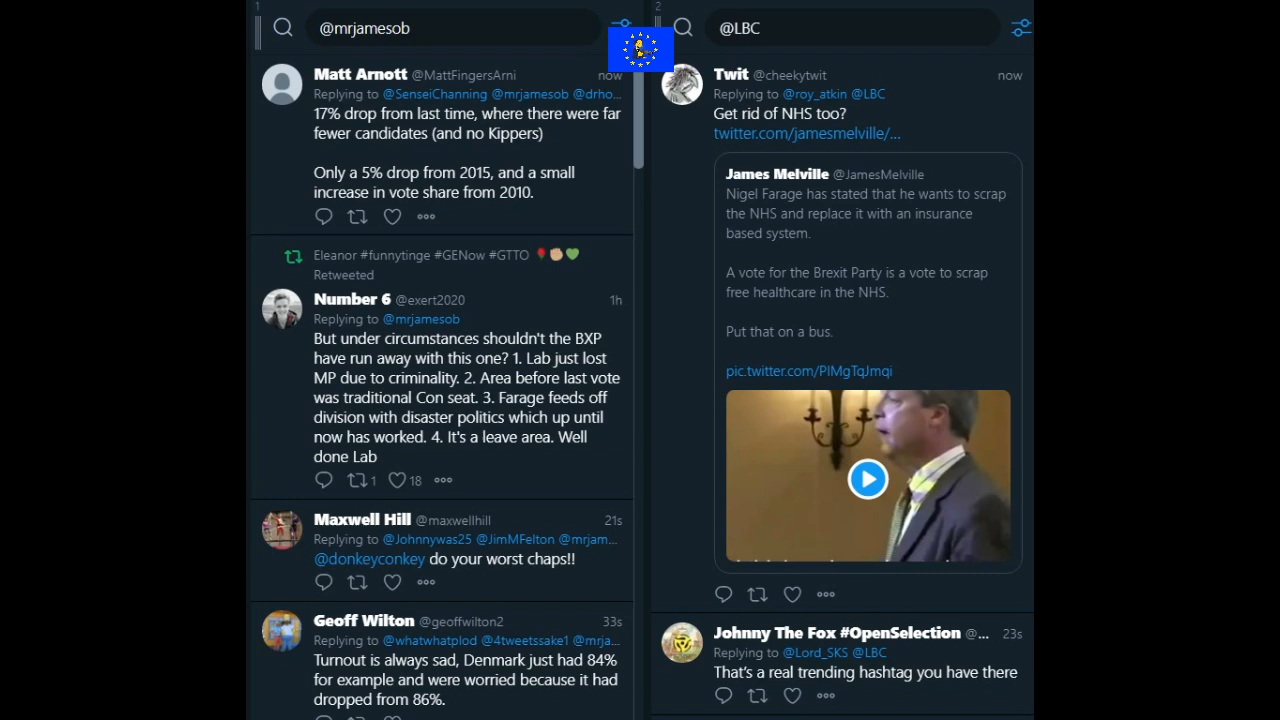 1
@mrjamesob
Matt Arnott @MattFingersArni now
Replying to @SenseiChanning @mrjamesob @drho...
17% drop from last time, where there were far
fewer candidates (and no Kippers)
Only a 5% drop from 2015, and a small
increase in vote share from 2010.
Eleanor #funnytinge #GENow #GTTO 🌹✊🏼💚
Retweeted
Number 6 @exert2020 1h
Replying to @mrjamesob
But under circumstances shouldn't the BXP
have run away with this one? 1. Lab just lost
MP due to criminality. 2. Area before last vote
was traditional Con seat. 3. Farage feeds off
division with disaster politics which up until
now has worked. 4. It's a leave area. Well
done Lab
1 18
Maxwell Hill @maxwellhill 21s
Replying to @Johnnywas25 @JimMFelton @mrjam...
@donkeyconkey do your worst chaps!!
Geoff Wilton @geoffwilton2 33s
Replying to @whatwhatplod @4tweetssake1 @mrja...
Turnout is always sad, Denmark just had 84%
for example and were worried because it had
dropped from 86%.
2
@LBC
Twit @cheekytwit now
Replying to @roy_atkin @LBC
Get rid of NHS too?
twitter.com/jamesmelville/...
James Melville @JamesMelville
Nigel Farage has stated that he wants to scrap
the NHS and replace it with an insurance
based system.
A vote for the Brexit Party is a vote to scrap
free healthcare in the NHS.
Put that on a bus.
pic.twitter.com/PlMgTqJmqi
Johnny The Fox #OpenSelection @... 23s
Replying to @Lord_SKS @LBC
That's a real trending hashtag you have there